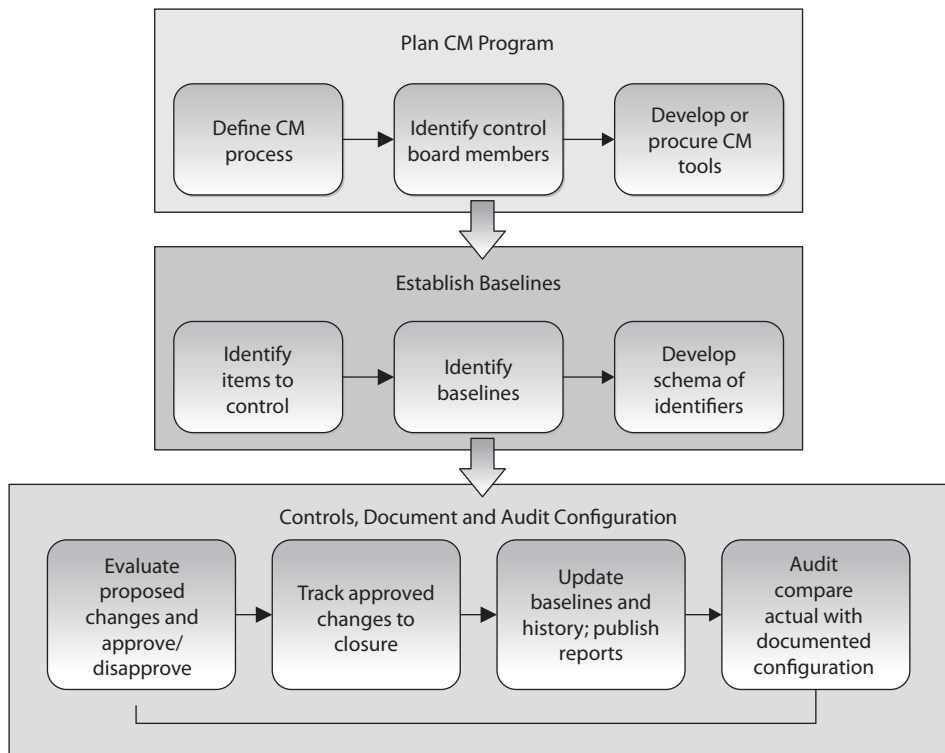 Plan CM Program
Define CM
process
Identify control
board members
Develop or
procure CM
tools
Establish Baselines
Identify
items to
control
Identify
baselines
Develop
schema of
identifiers
Controls, Document and Audit Configuration
Evaluate
proposed
changes and
approve/
disapprove
Track approved
changes to
closure
Update
baselines and
history; publish
reports
Audit
compare
actual with
documented
configuration